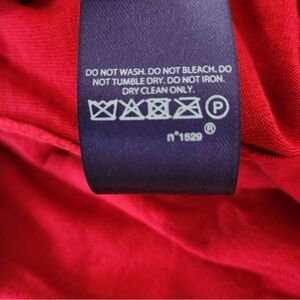 DO NOT WASH. DO NOT BLEACH. DO
NOT TUMBLE DRY. DO NOT IRON.
DRY CLEAN ONLY.
P
n°1529 ®